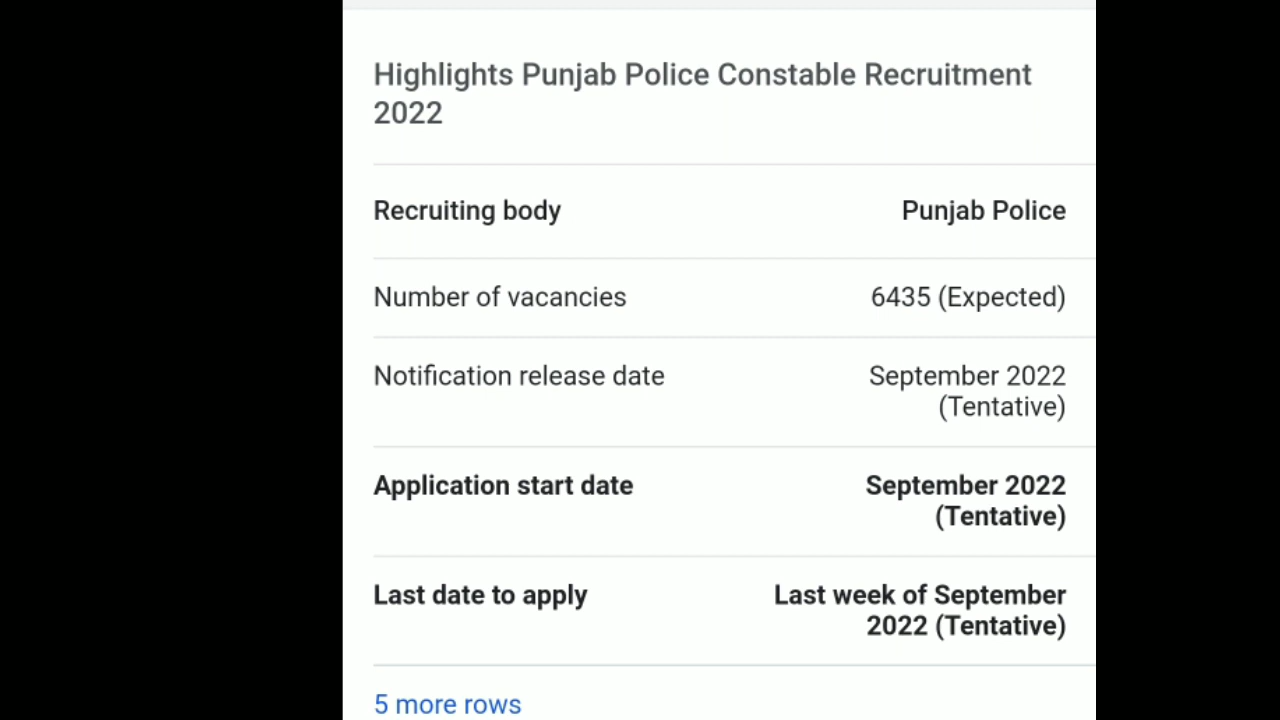 Highlights Punjab Police Constable Recruitment
2022
Recruiting body Punjab Police
Number of vacancies 6435 (Expected)
Notification release date September 2022
(Tentative)
Application start date September 2022
(Tentative)
Last date to apply Last week of September
2022 (Tentative)
5 more rows